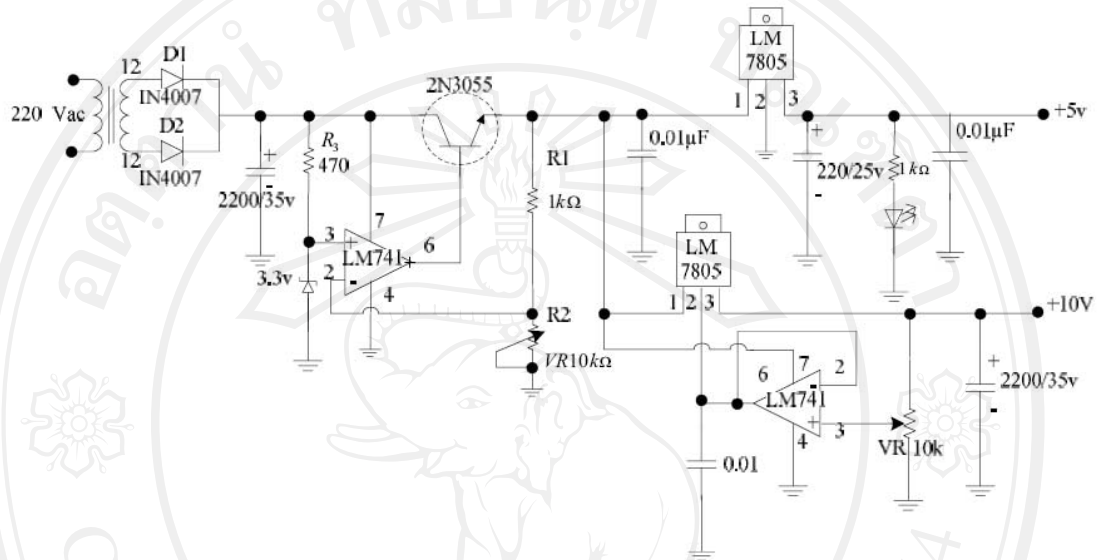 LM
7805
1 2 3
+5v
0.01µF
220/25v
1kΩ
0.01µF
12 D1
IN4007
220 Vac
D2
12
IN4007
2200/35v
+
-
R3
470
2N3055
R1
1kΩ
3
+
7
LM741
6
2
-
4
3.3v
R2
VR10kΩ
LM
7805
1 2 3
+10V
+
-
6
7
2
-
LM741
+
3
4
VR 10k
0.01
+
2200/35v
-